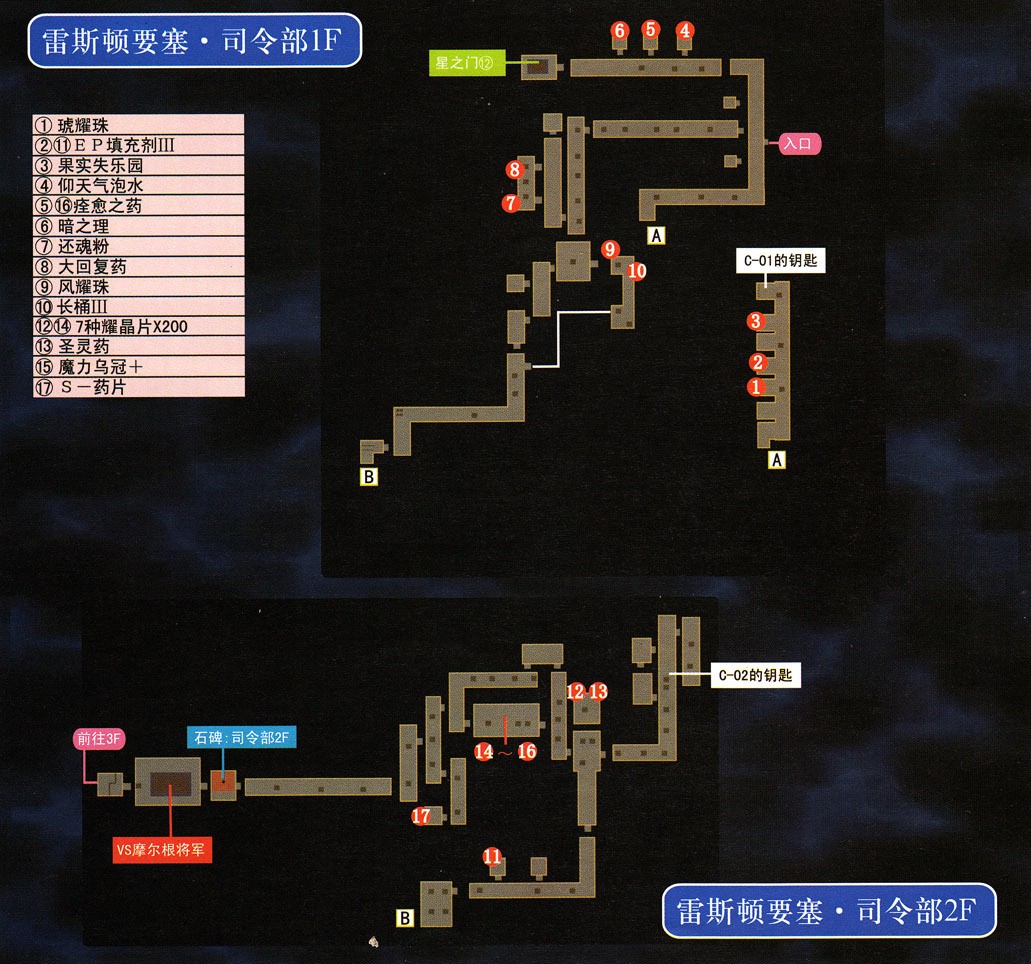 雷斯顿要塞·司令部1F
① 琥耀珠
②⑪ＥＰ填充剂Ⅲ
③ 果实失乐园
④ 仰天气泡水
⑤⑯痊愈之药
⑥ 暗之理
⑦ 还魂粉
⑧ 大回复药
⑨ 风耀珠
⑩ 长桶Ⅲ
⑫⑭ 7种耀晶片X200
⑬ 圣灵药
⑮ 魔力乌冠＋
⑰ Ｓ－药片
6 5 4
星之门⑫
入口
8
7
A
9
10
C-01的钥匙
3
2
1
A
B
C-02的钥匙
12 13
前往3F
石碑:司令部2F
14～16
17
VS摩尔根将军
11
B
雷斯顿要塞·司令部2F